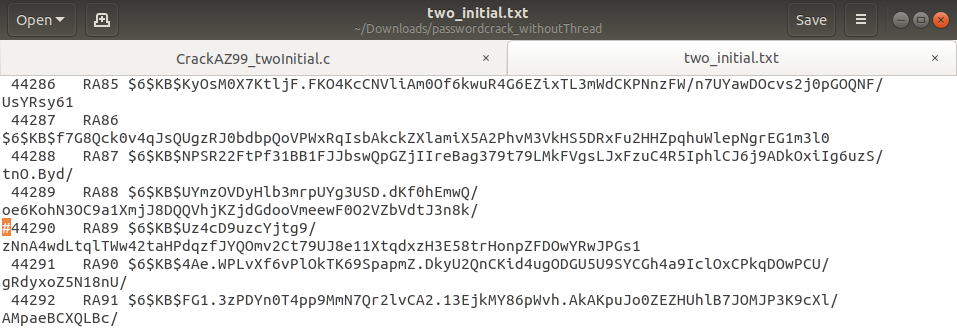 Open
two_initial.txt
~/Downloads/passwordcrack_withoutThread
Save
CrackAZ99_twoInitial.c
two_initial.txt
44286 RA85 $6$KB$KyOsM0X7KtljF.FKO4KcCNVliAm0Of6kwuR4G6EZixTL3mWdCKPNnzFW/n7UYawDOcvs2j0pGOQNF/
UsYRsy61
44287 RA86
$6$KB$f7G8Qck0v4qJsQUgzRJ0bdbpQoVPWxRqIsbAkckZXlamiX5A2PhvM3VkHS5DRxFu2HHZpqhuWlepNgrEG1m3l0
44288 RA87 $6$KB$NPSR22FtPf31BB1FJJbswQpGZjIIreBag379t79LMkFVgsLJxFzuC4R5IphlCJ6j9ADkOxiIg6uzS/
tnO.Byd/
44289 RA88 $6$KB$UYmzOVDyHlb3mrpUYg3USD.dKf0hEmwQ/
oe6KohN3OC9a1XmjJ8DQQVhjKZjdGdooVmeewF0O2VZbVdtJ3n8k/
#44290 RA89 $6$KB$Uz4cD9uzcYjtg9/
zNnA4wdLtqlTWw42taHPdqzfJYQOmv2Ct79UJ8e11XtqdxzH3E58trHonpZFDOwYRwJPGs1
44291 RA90 $6$KB$4Ae.WPLvXf6vPlOkTK69SpapmZ.DkyU2QnCKid4ugODGU5U9SYCGh4a9IclOxCPkqDOwPCU/
gRdyxoZ5N18nU/
44292 RA91 $6$KB$FG1.3zPDYn0T4pp9MmN7Qr2lvCA2.13EjkMY86pWvh.AkAKpuJo0ZEZHUhlB7JOMJP3K9cXl/
AMpaeBCXQLBc/